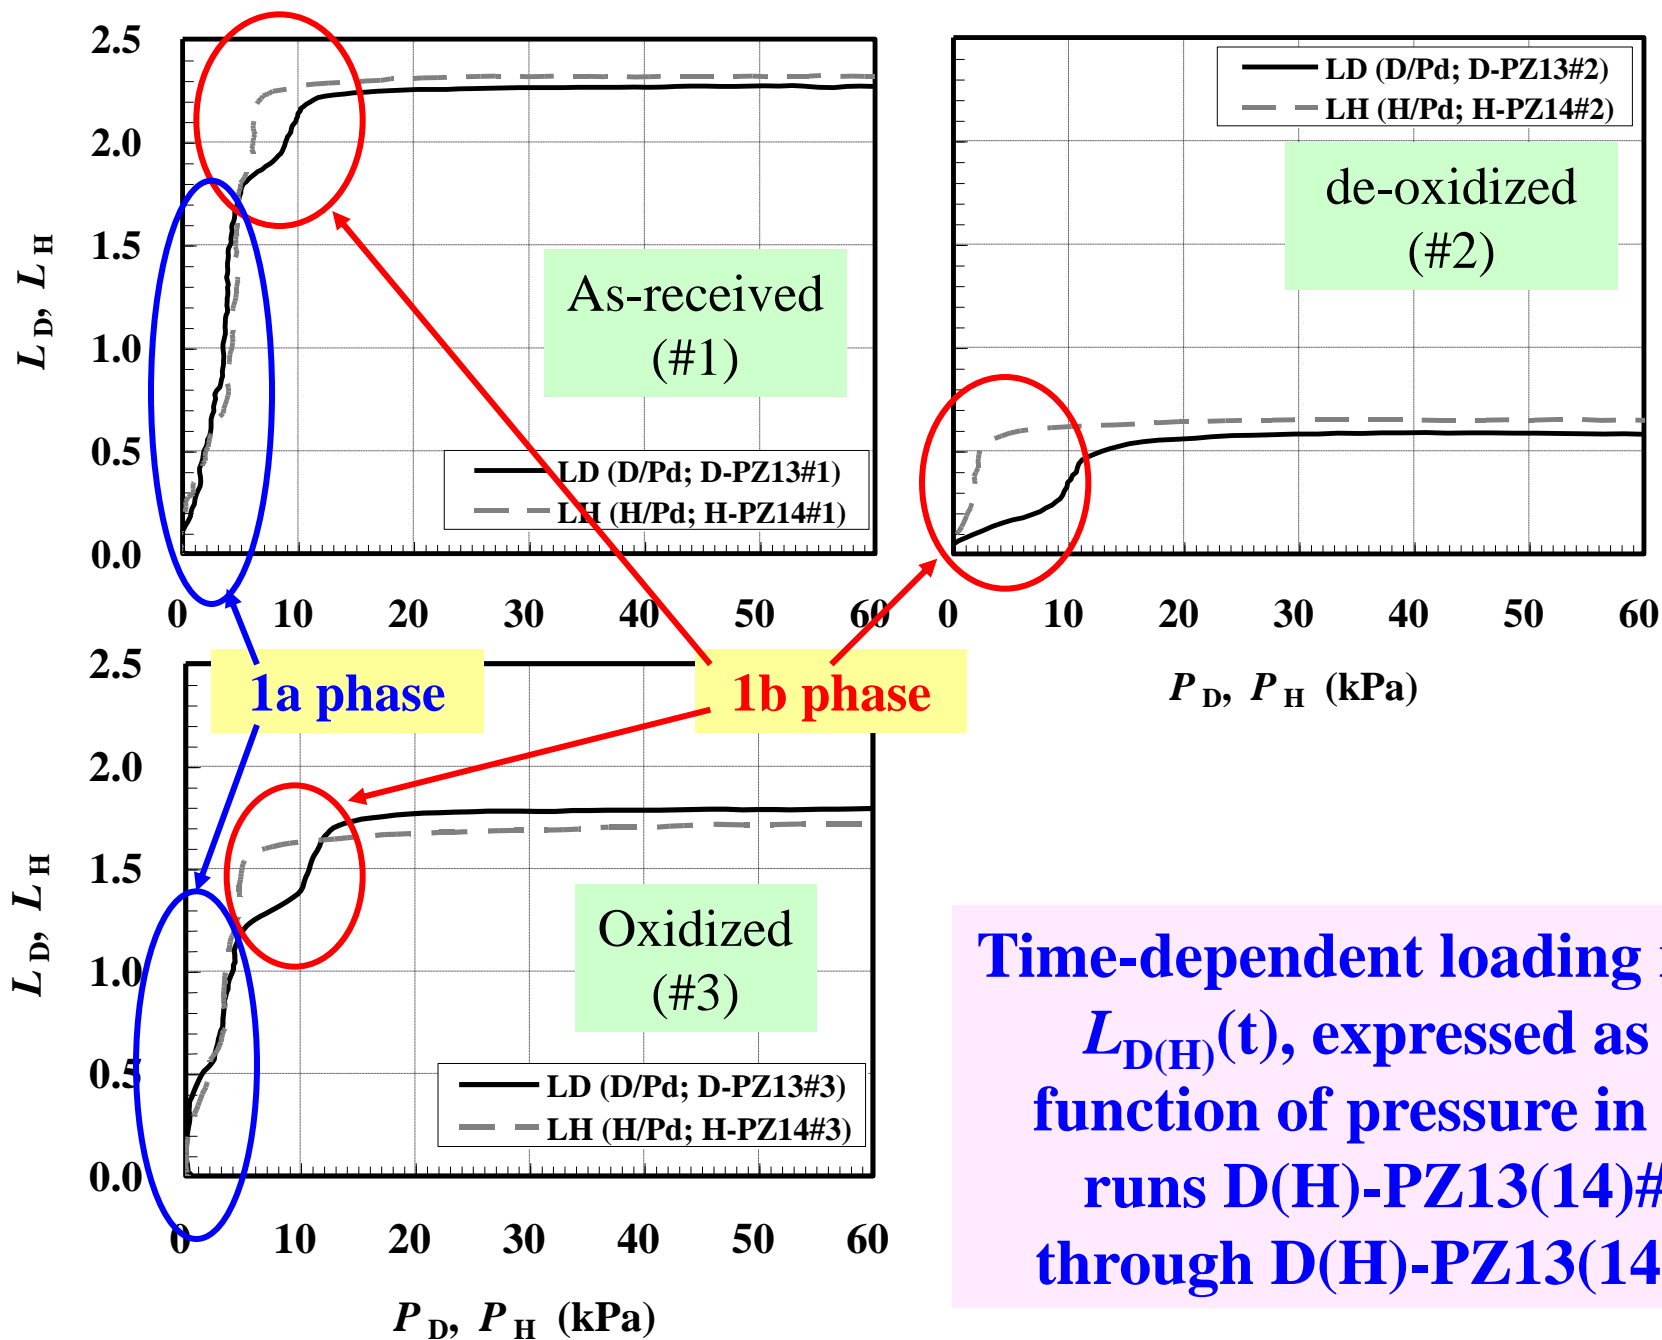 2.5
2.0
1.5
1.0
0.5
0.0
L D, L H
As-received
(#1)
LD (D/Pd; D-PZ13#1)
LH (H/Pd; H-PZ14#1)
0 10 20 30 40 50 60
LD (D/Pd; D-PZ13#2)
LH (H/Pd; H-PZ14#2)
de-oxidized
(#2)
0 10 20 30 40 50 60
P D, P H (kPa)
1a phase
1b phase
2.5
2.0
1.5
1.0
0.5
0.0
L D, L H
Oxidized
(#3)
LD (D/Pd; D-PZ13#3)
LH (H/Pd; H-PZ14#3)
0 10 20 30 40 50 60
P D, P H (kPa)
Time-dependent loading
L D(H)(t), expressed as
function of pressure in
runs D(H)-PZ13(14)#
through D(H)-PZ13(14